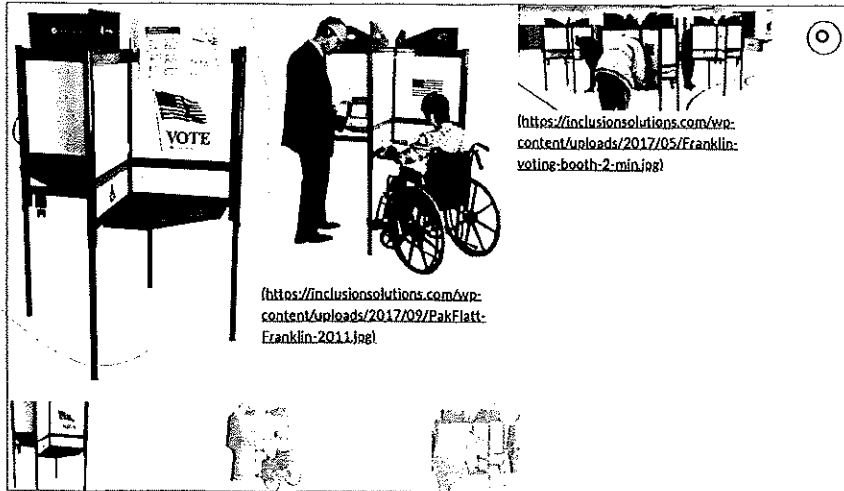 VOTE
(https://inclusionsolutions.com/wp-
content/uploads/2017/09/PakFlatt-
Franklin-2011.jpg)
(https://inclusionsolutions.com/wp-
content/uploads/2017/05/Franklin-
voting-booth-2-min.jpg)